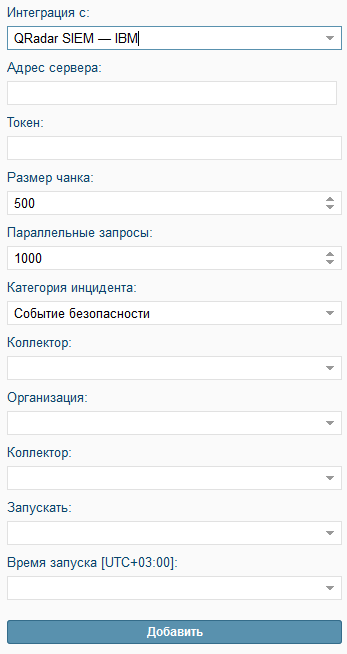 Интеграция с:
QRadar SIEM — IBM
Адрес сервера:
Токен:
Размер чанка:
500
Параллельные запросы:
1000
Категория инцидента:
Событие безопасности
Коллектор:
Организация:
Коллектор:
Запускать:
Время запуска [UTC+03:00]:
Добавить